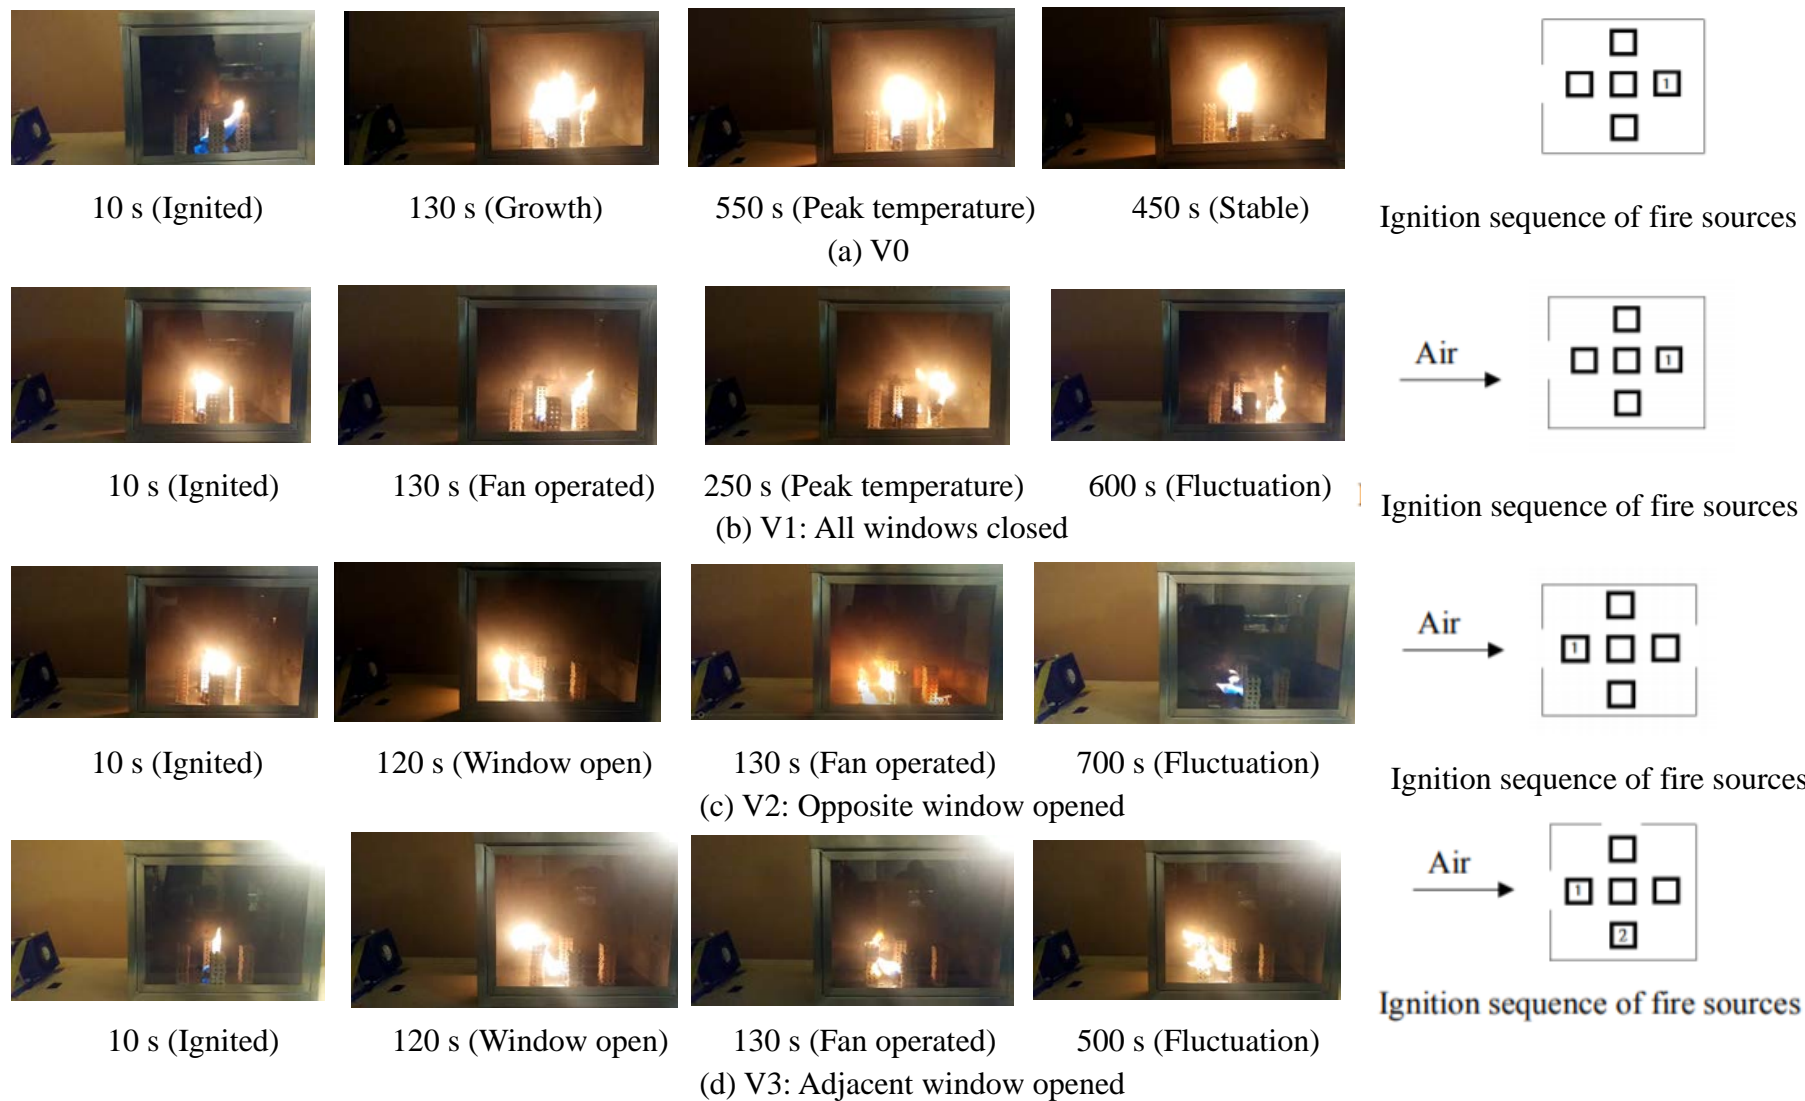 1
10 s (Ignited) 130 s (Growth) 550 s (Peak temperature) 450 s (Stable) Ignition sequence of fire sources
(a) V0
Air
1
10 s (Ignited) 130 s (Fan operated) 250 s (Peak temperature) 600 s (Fluctuation) Ignition sequence of fire sources
(b) V1: All windows closed
Air
1
10 s (Ignited) 120 s (Window open) 130 s (Fan operated) 700 s (Fluctuation) Ignition sequence of fire sources
(c) V2: Opposite window opened
Air
1
2
10 s (Ignited) 120 s (Window open) 130 s (Fan operated) 500 s (Fluctuation) Ignition sequence of fire sources
(d) V3: Adjacent window opened